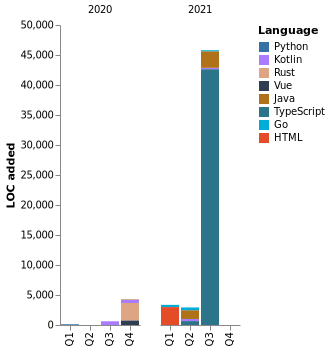 2020 2021
Language
Python
Kotlin
Rust
Vue
Java
TypeScript
Go
HTML
LOC added
50,000
45,000
40,000
35,000
30,000
25,000
20,000
15,000
10,000
5,000
0
Q1 Q2 Q3 Q4 Q1 Q2 Q3 Q4